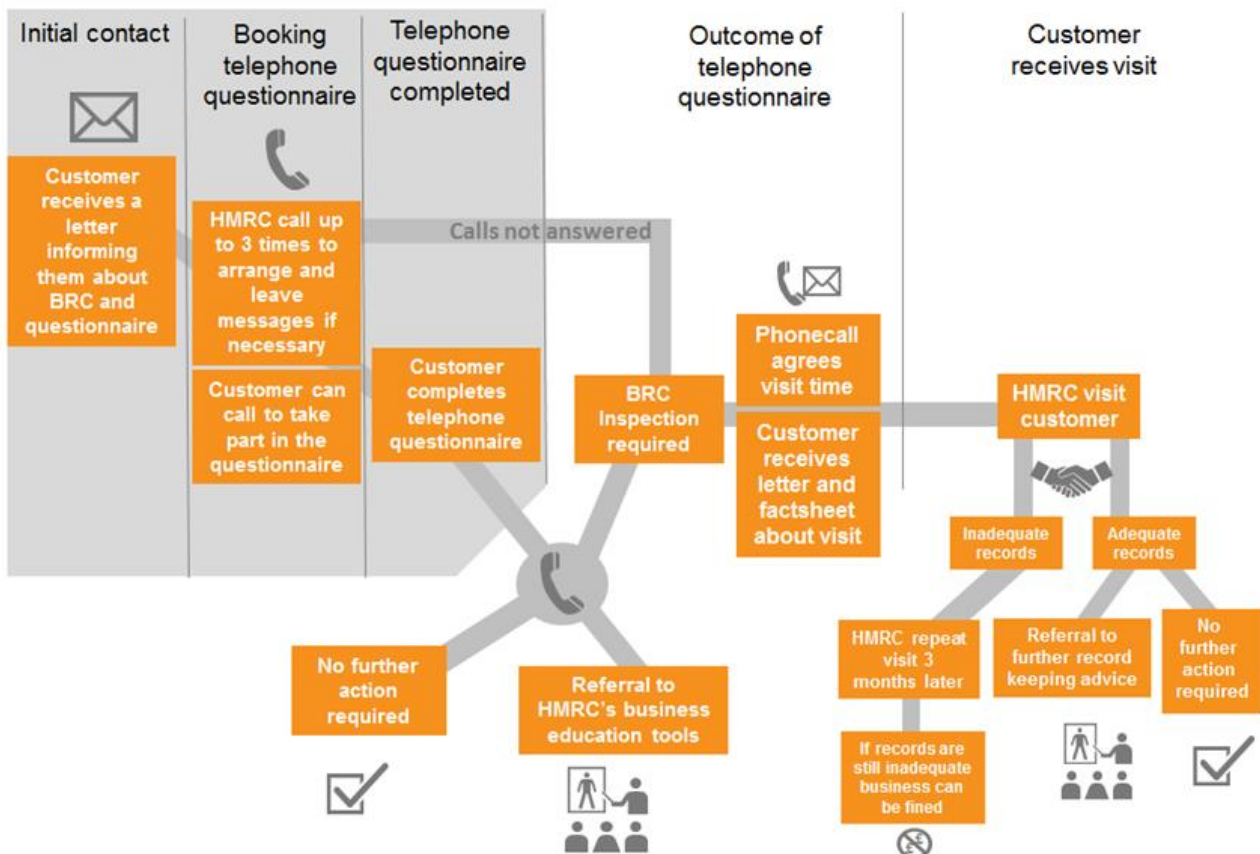 Initial contact
Booking
telephone
questionnaire
Telephone
questionnaire
completed
Outcome of
telephone
questionnaire
Customer
receives visit
Customer
receives a
letter
informing
them about
BRC and
questionnaire
HMRC call up
to 3 times to
arrange and
leave
messages if
necessary
Customer can
call to take
part in the
questionnaire
Calls not answered
Customer
completes
telephone
questionnaire
BRC
Inspection
required
Phonecall
agrees
visit time
Customer
receives
letter and
factsheet
about visit
HMRC visit
customer
Inadequate
records
Adequate
records
No further
action
required
Referral to
HMRC's business
education tools
HMRC repeat
visit 3
months later
Referral to
further record
keeping advice
No
further
action
required
If records are
still inadequate
business can
be fined